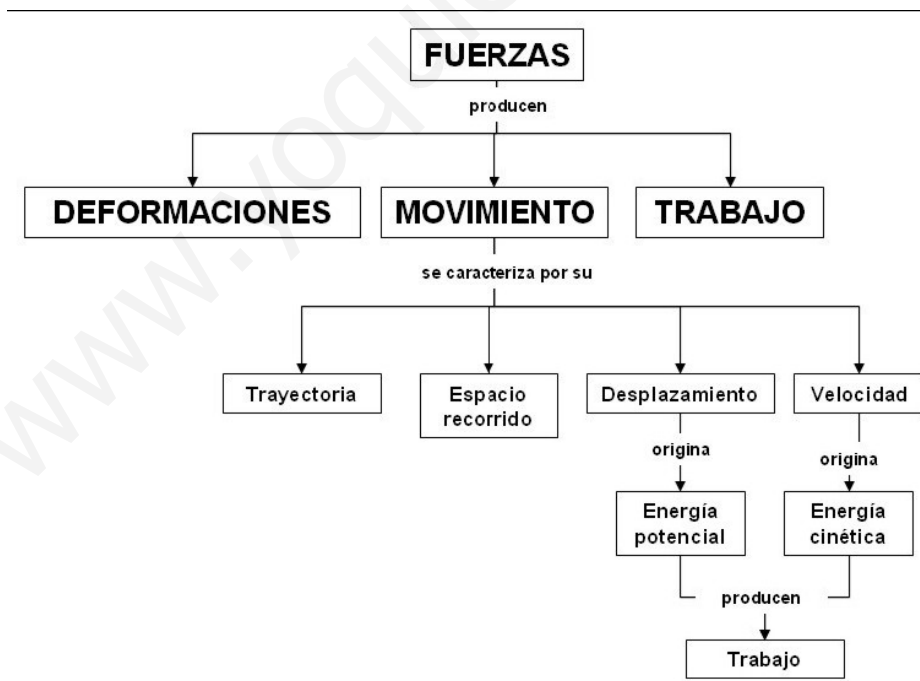 FUERZAS
producen
DEFORMACIONES
MOVIMIENTO
TRABAJO
se caracteriza por su
Trayectoria
Espacio
recorrido
Desplazamiento
Velocidad
origina
origina
Energía
potencial
Energía
cinética
producen
Trabajo